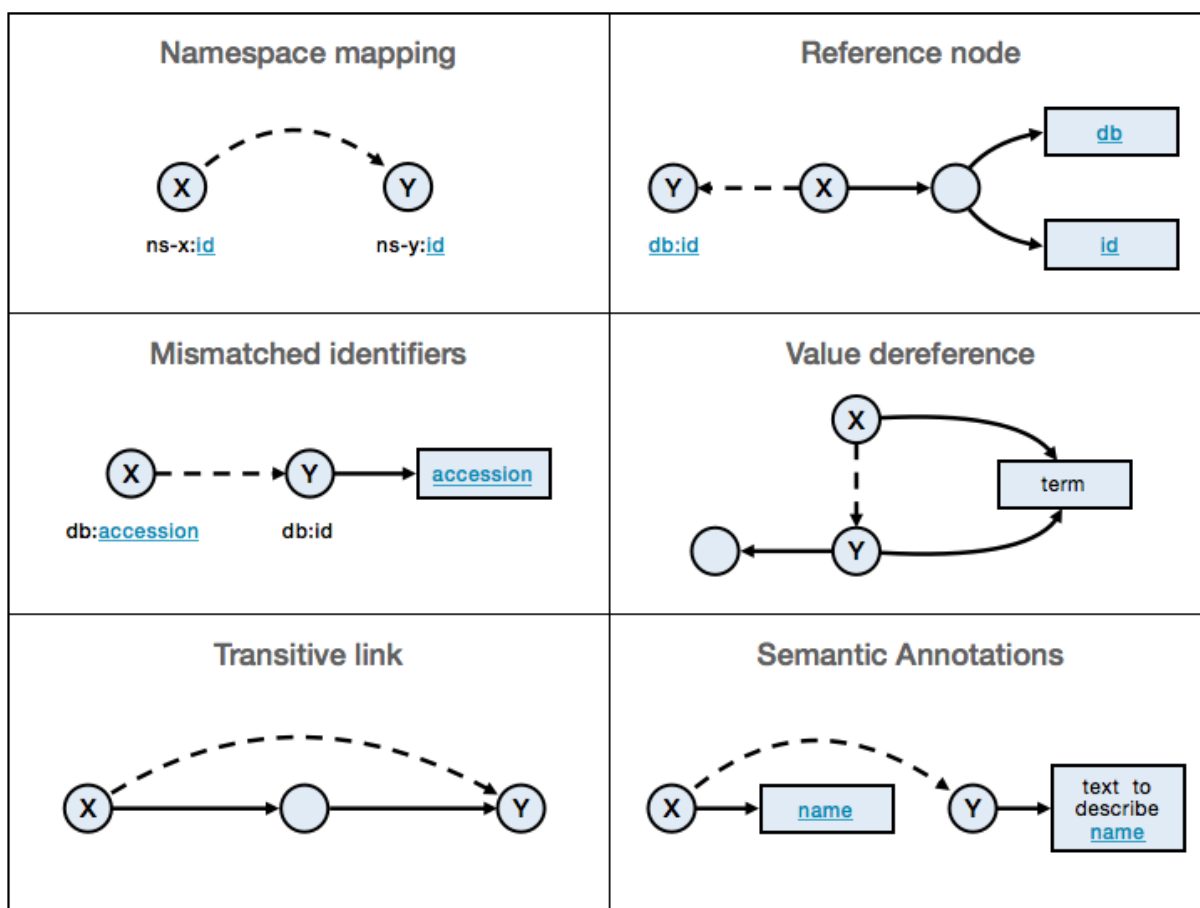 Namespace mapping
X
Y
ns-x:id
ns-y:id
Reference node
db
Y
X
db:id
id
Mismatched identifiers
X
Y
accession
db:accession
db:id
Value dereference
X
term
Y
Transitive link
X
Y
Semantic Annotations
X
name
Y
text to
describe
name